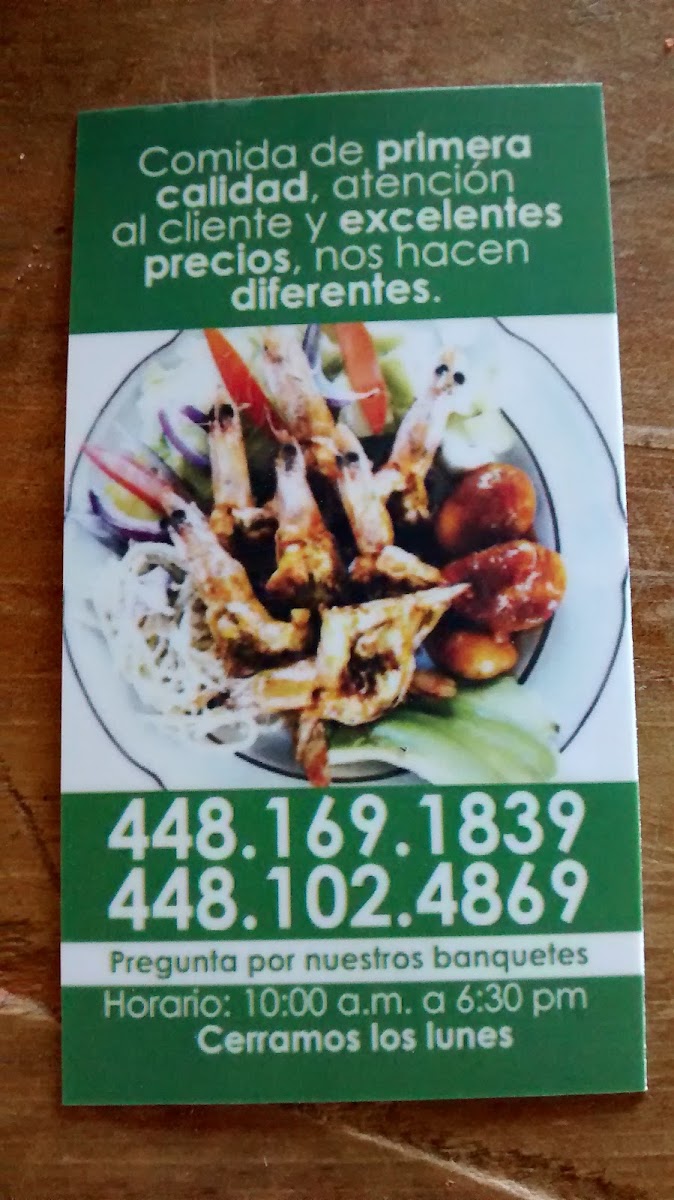 Comida de primera
calidad, atención
al cliente y excelentes
precios, nos hacen
diferentes.
448.169.1839
448.102.4869
Pregunta por nuestros banquetes
Horario: 10:00 a.m. a 6:30 pm
Cerramos los lunes